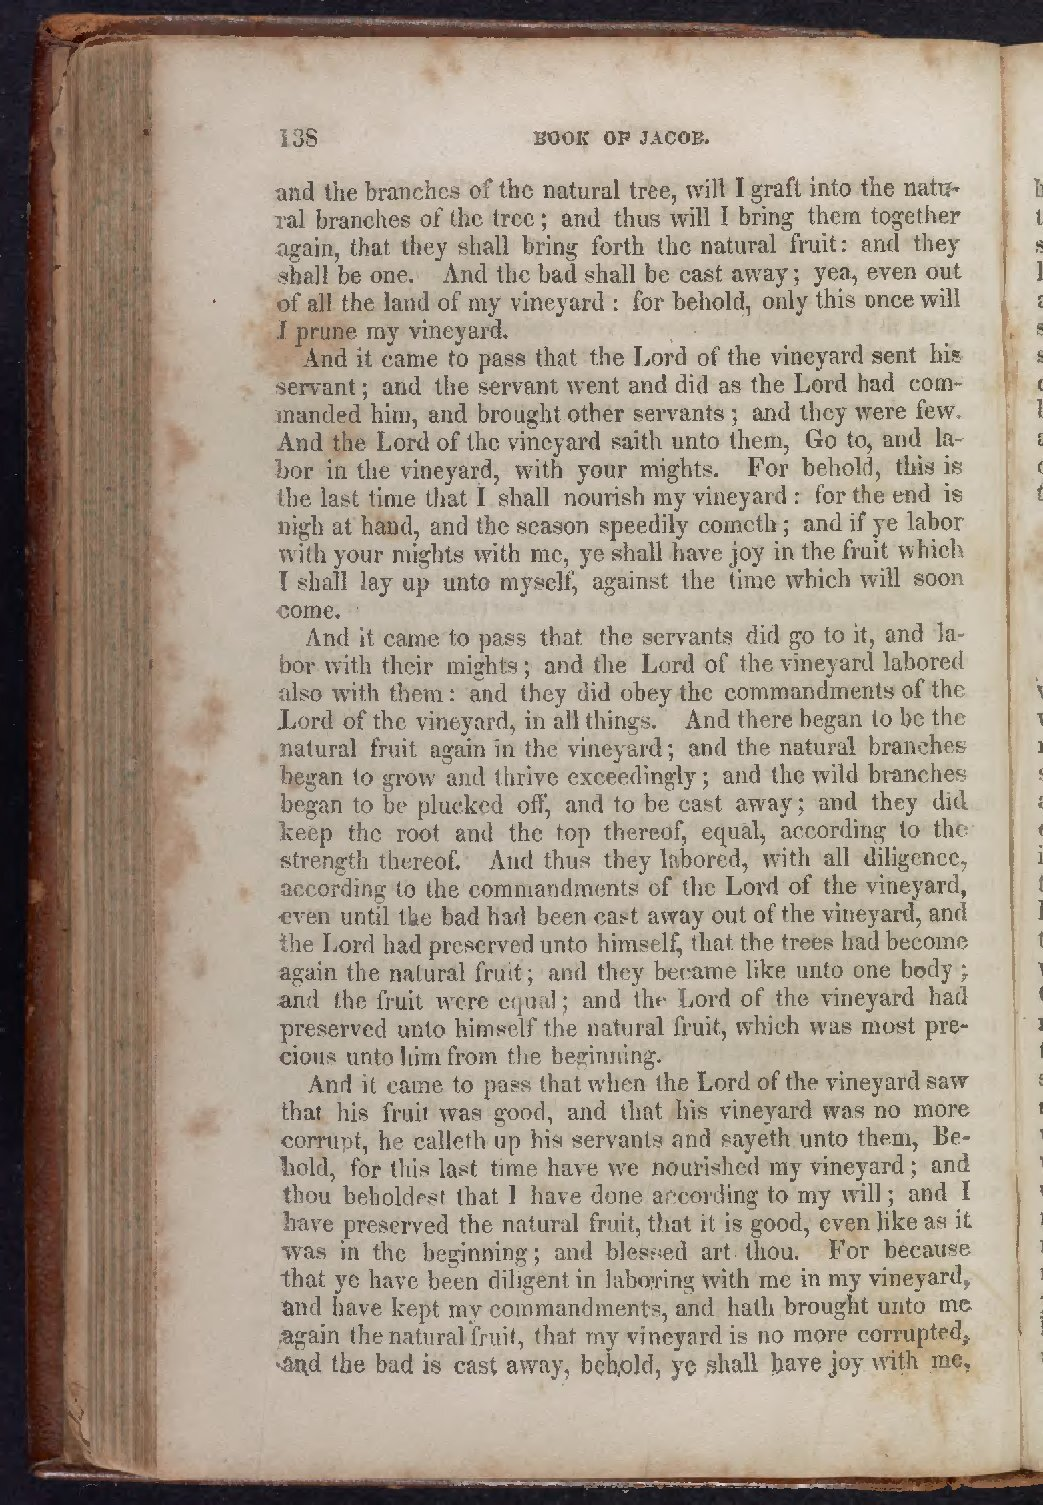 138 BOOK OF JACOB.
and the branches of the natural tree, will I graft into the natu-
ral branches of the tree; and thus will I bring them together
again, that they shall bring forth the natural fruit: and they
shall be one. And the bad shall be cast away; yea, even out
of all the land of my vineyard: for behold, only this once will
I prune my vineyard.
And it came to pass that the Lord of the vineyard sent his
servant; and the servant went and did as the Lord had com-
manded him, and brought other servants; and they were few.
And the Lord of the vineyard saith unto them, Go to, and la-
bor in the vineyard, with your mights. For behold, this is
the last time that I shall nourish my vineyard: for the end is
nigh at hand, and the season speedily cometh; and if ye labor
with your mights with me, ye shall have joy in the fruit which
I shall lay up unto myself, against the time which will soon
come.
And it came to pass that the servants did go to it, and la-
bor with their mights; and the Lord of the vineyard labored
also with them: and they did obey the commandments of the
Lord of the vineyard, in all things. And there began to be the
natural fruit again in the vineyard; and the natural branches
began to grow and thrive exceedingly; and the wild branches
began to be plucked off, and to be cast away; and they did
keep the root and the top thereof, equal, according to the
strength thereof. And thus they labored, with all diligence,
according to the commandments of the Lord of the vineyard,
even until the bad had been cast away out of the vineyard, and
the Lord had preserved unto himself, that the trees had become
again the natural fruit; and they became like unto one body;
and the fruit were equal; and the Lord of the vineyard had
preserved unto himself the natural fruit, which was most pre-
cious unto him from the beginning.
And it came to pass that when the Lord of the vineyard saw
that his fruit was good, and that his vineyard was no more
corrupt, he calleth up his servants and sayeth unto them, Be-
hold, for this last time have we nourished my vineyard; and
thou beholdest that I have done according to my will; and I
have preserved the natural fruit, that it is good, even like as it
was in the beginning; and blessed art thou. For because
that ye have been diligent in laboring with me in my vineyard,
and have kept my commandments, and hath brought unto me
again the natural fruit, that my vineyard is no more corrupted,
and the bad is cast away, behold, ye shall have joy with me,